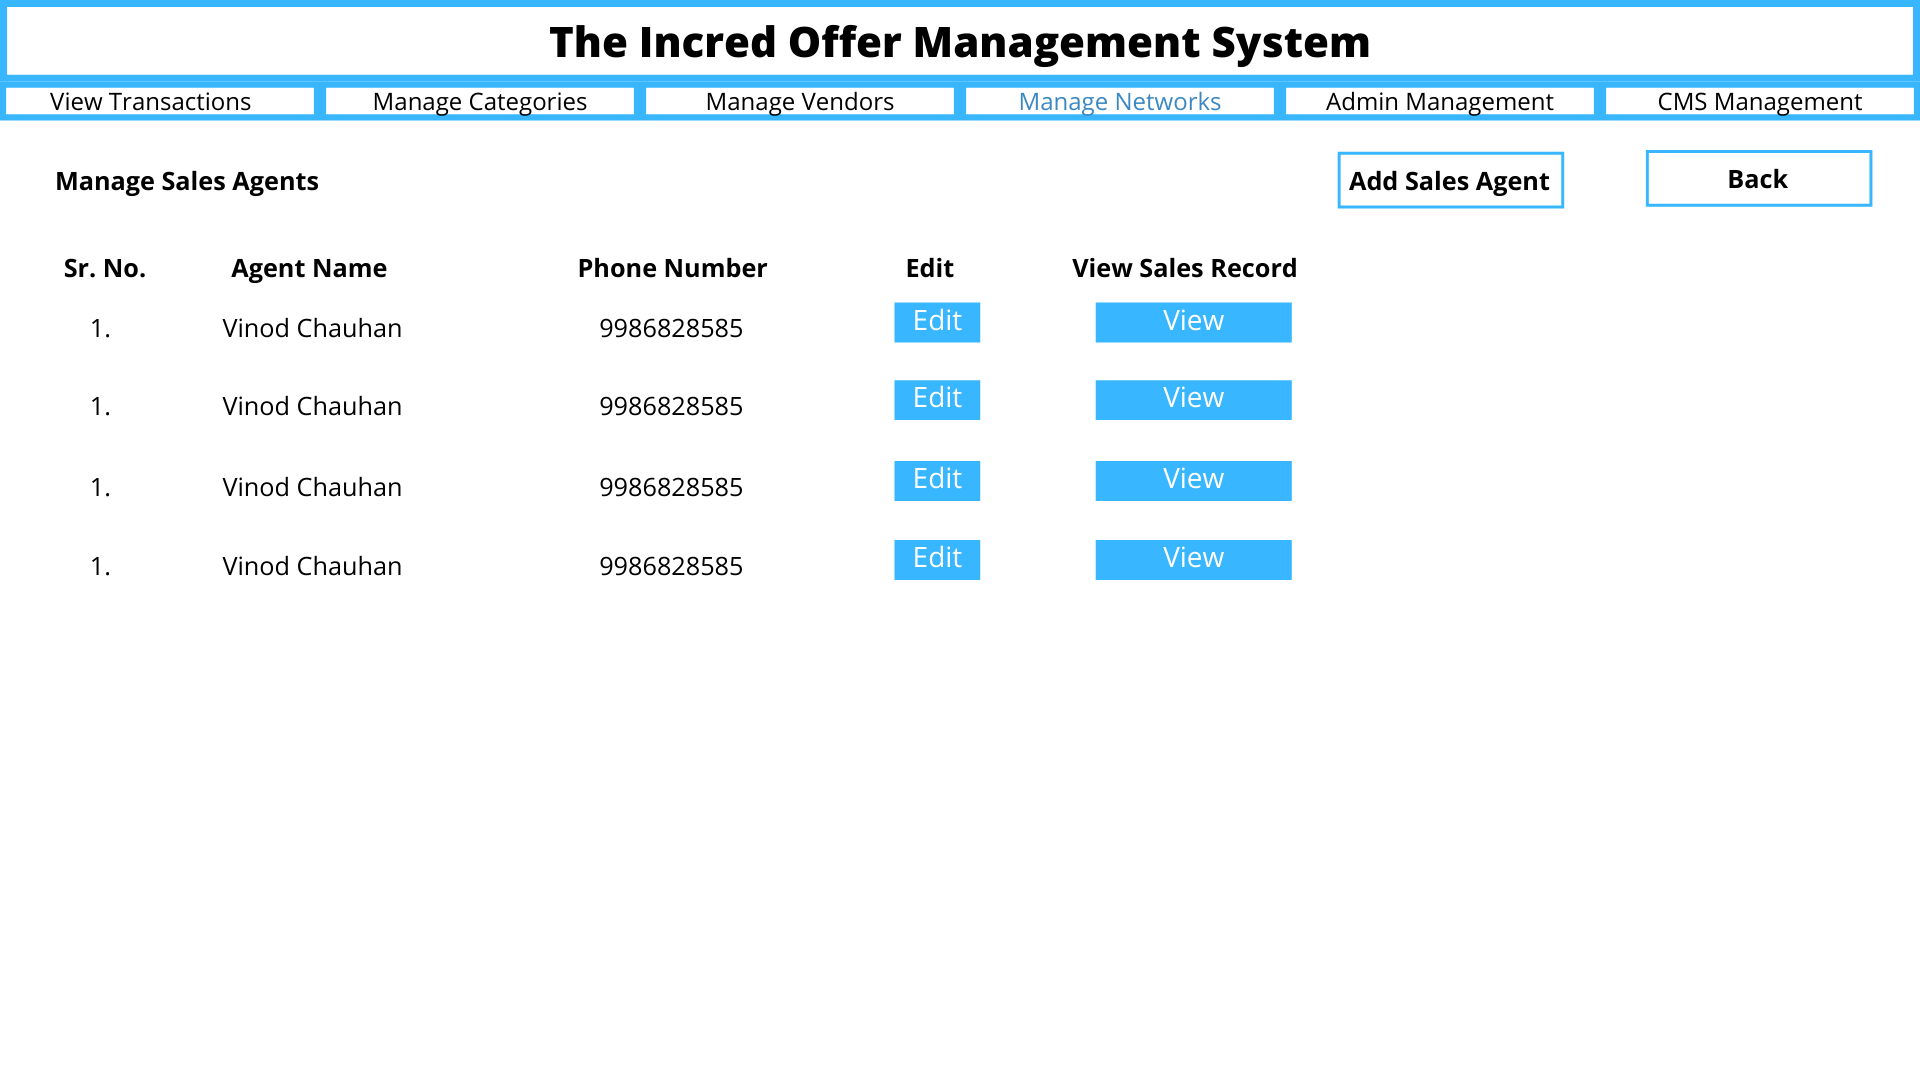 The Incred Offer Management System
View Transactions Manage Categories Manage Vendors Manage Networks Admin Management CMS Management
Manage Sales Agents Add Sales Agent Back
Sr. No. Agent Name Phone Number Edit View Sales Record
1. Vinod Chauhan 9986828585 Edit View
1. Vinod Chauhan 9986828585 Edit View
1. Vinod Chauhan 9986828585 Edit View
1. Vinod Chauhan 9986828585 Edit View